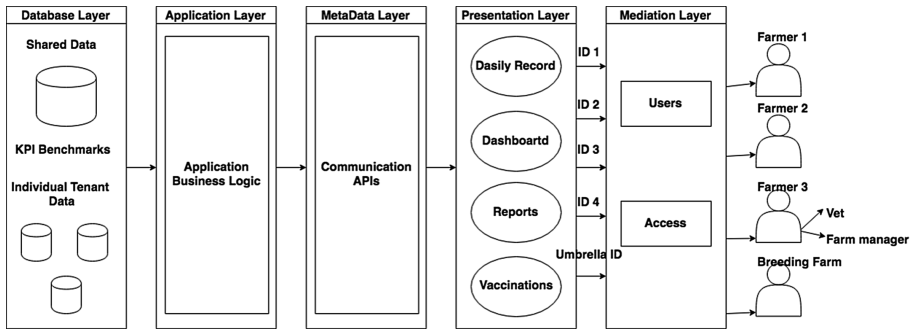 Database Layer
Shared Data
KPI Benchmarks
Individual Tenant
Data
Application Layer
Application
Business Logic
MetaData Layer
Communication
APIs
Presentation Layer
Dasily Record
Dashboartd
Reports
Vaccinations
ID 1
ID 2
ID 3
ID 4
Umbrella ID
Mediation Layer
Users
Access
Farmer 1
Farmer 2
Farmer 3
Vet
Farm manager
Breeding Farm